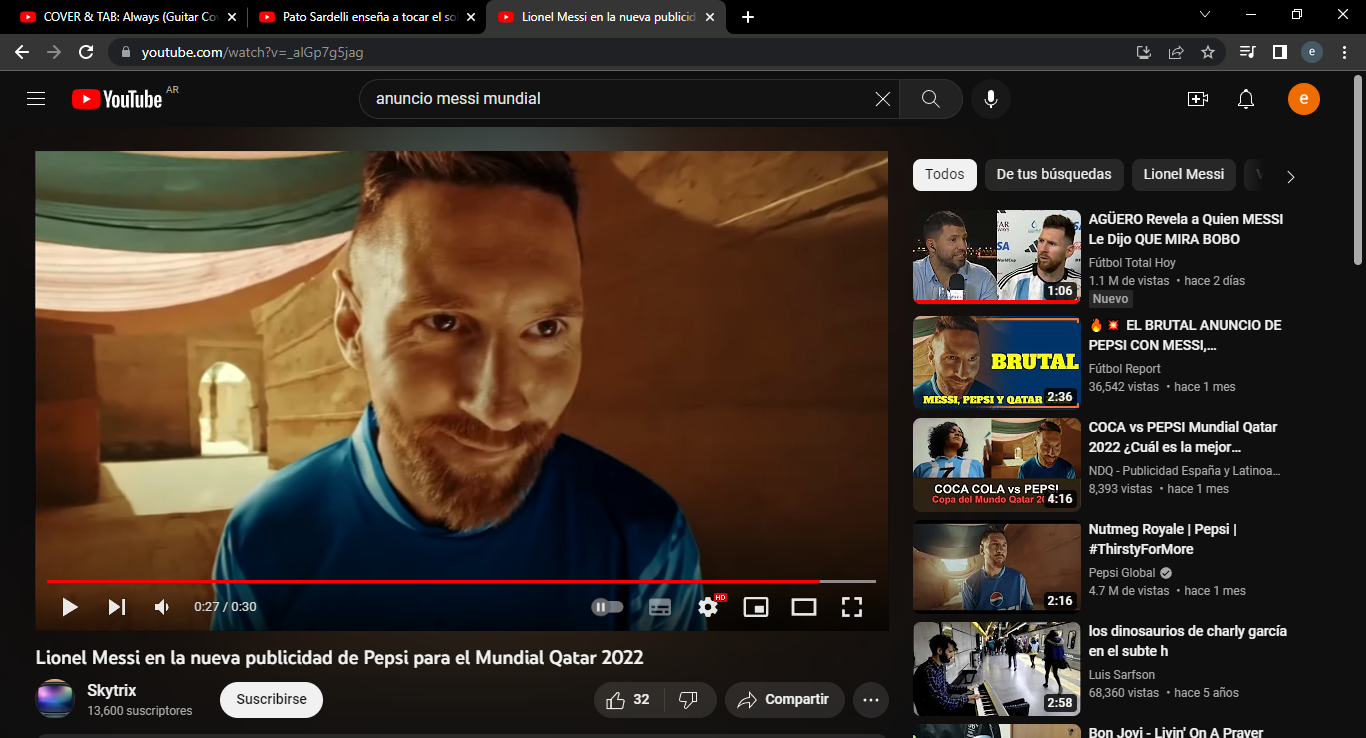 COVER & TAB: Always (Guitar Co
Pato Sardelli enseña a tocar el so
Lionel Messi en la nueva publicid
youtube.com/watch?v=_alGp7g5jag
e
YouTube AR
anuncio messi mundial
e
Todos
De tus búsquedas
Lionel Messi
AGÜERO Revela a Quien MESSI
Le Dijo QUE MIRA BOBO
Fútbol Total Hoy
1.1 M de vistas • hace 2 días
Nuevo
1:06
🔥💥 EL BRUTAL ANUNCIO DE
PEPSI CON MESSI,...
Fútbol Report
36,542 vistas • hace 1 mes
BRUTAL
MESSI, PEPSI Y QATAR
2:36
COCA vs PEPSI Mundial Qatar
2022 ¿Cuál es la mejor...
NDQ - Publicidad España y Latinoa...
8,393 vistas • hace 1 mes
COCA COLA vs PEPSI
Copa del Mundo Qatar
4:16
Nutmeg Royale | Pepsi |
#ThirstyForMore
Pepsi Global
4.7 M de vistas • hace 1 mes
2:16
los dinosaurios de charly garcía
en el subte h
Luis Sarfson
68,360 vistas • hace 5 años
2:58
Bon Jovi - Livin' On A Prayer
0:27 / 0:30
HD
Lionel Messi en la nueva publicidad de Pepsi para el Mundial Qatar 2022
Skytrix
13,600 suscriptores
Suscribirse
32
Compartir